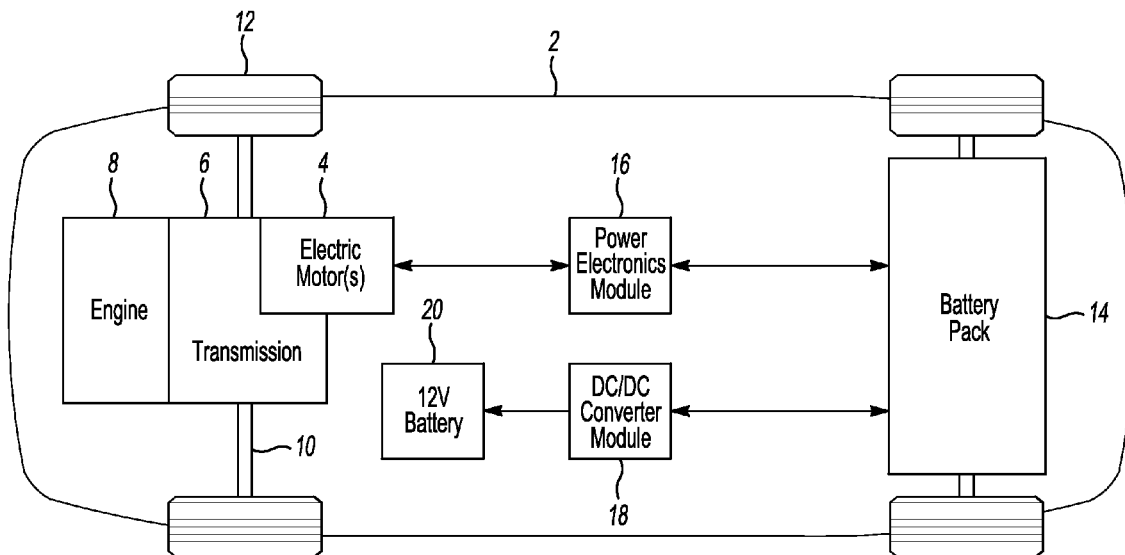 12
2
8
6
4
16
Electric
Motor(s)
Power
Electronics
Module
Engine
Transmission
Battery
Pack
14
20
12V
Battery
DC/DC
Converter
Module
10
18